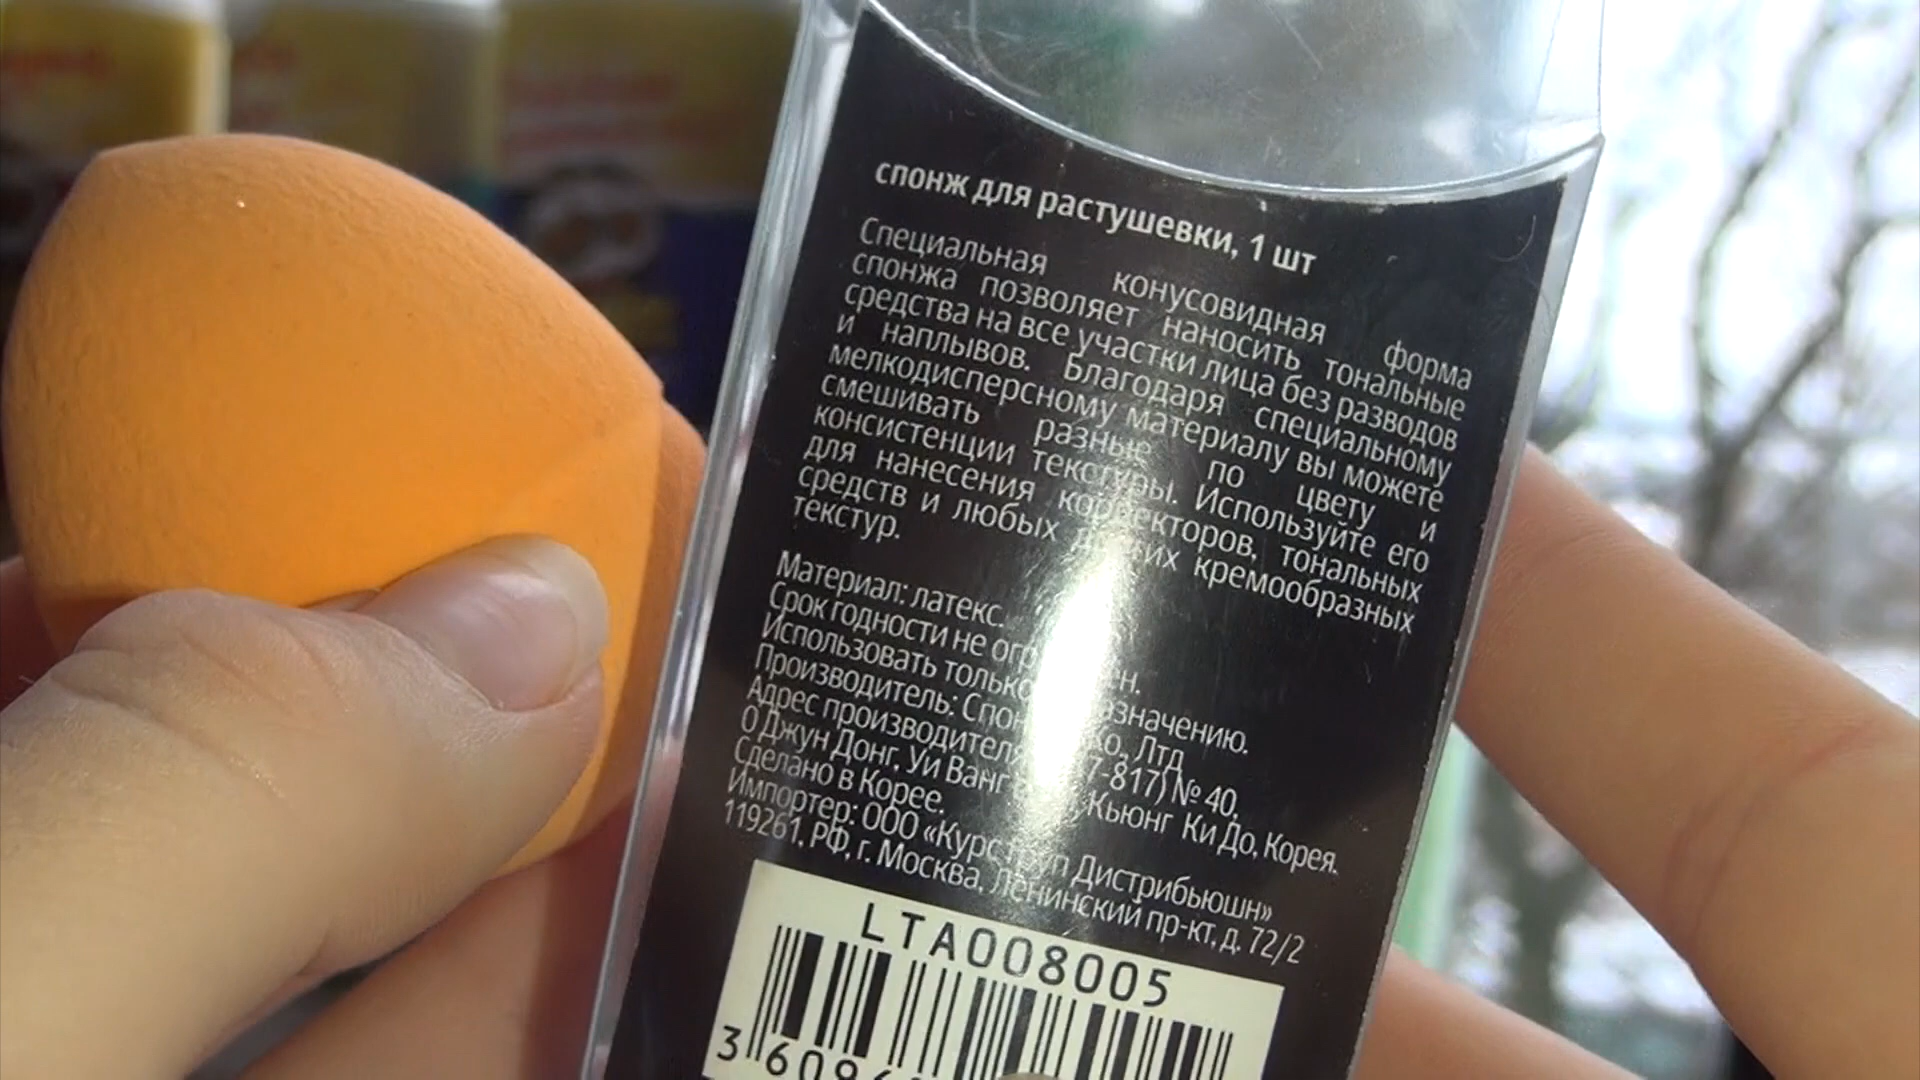 спонж для растушевки, 1 шт
Специальная конусовидная форма
спонжа позволяет наносить тональные
средства на все участки лица без разводов
и наплывов. Благодаря специальному
мелкодисперсному материалу вы можете
смешивать разные по цвету и
консистенции текстуры. Используйте его
для нанесения корректоров, тональных
средств и любых других кремообразных
текстур.
Материал: латекс.
Срок годности не
Использовать только
Производитель: Ко., Лтд
Адрес производителя № 40,
О Джун Донг, Уи Ванг Кьюнг Ки До, Корея.
Сделано в Корее.
Импортер: ООО Дистрибьюшн»
119261, РФ, г. Москва, Ленинский пр-кт, д. 72/2
LTA008005